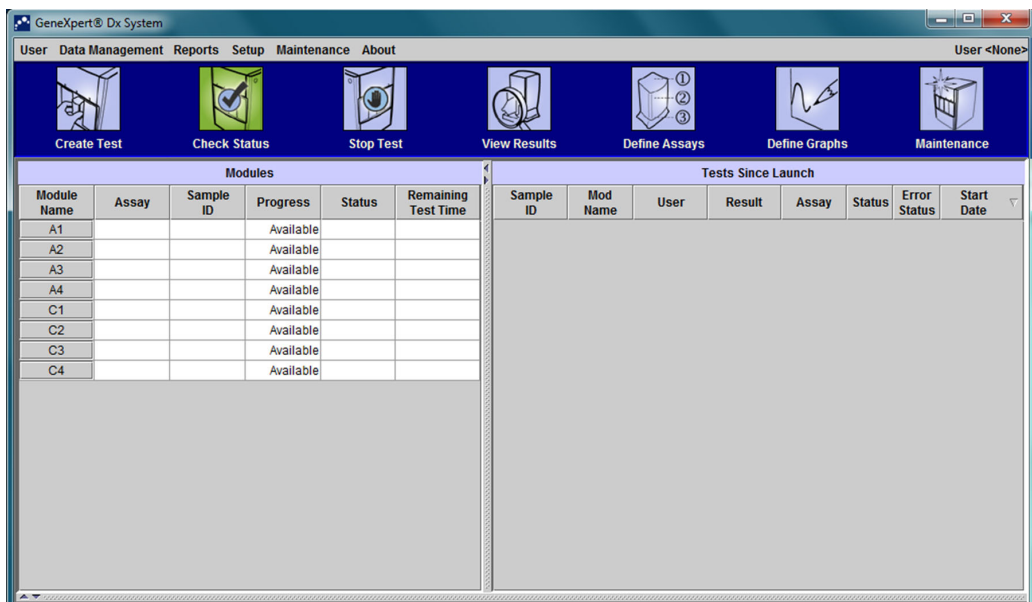 GeneXpert® Dx System
User Data Management Reports Setup Maintenance About User <None>
Create Test Check Status Stop Test View Results Define Assays Define Graphs Maintenance
1
2
3
Modules
Module Name Assay Sample ID Progress Status Remaining Test Time
A1 Available
A2 Available
A3 Available
A4 Available
C1 Available
C2 Available
C3 Available
C4 Available
Tests Since Launch
Sample ID Mod Name User Result Assay Status Error Status Start Date